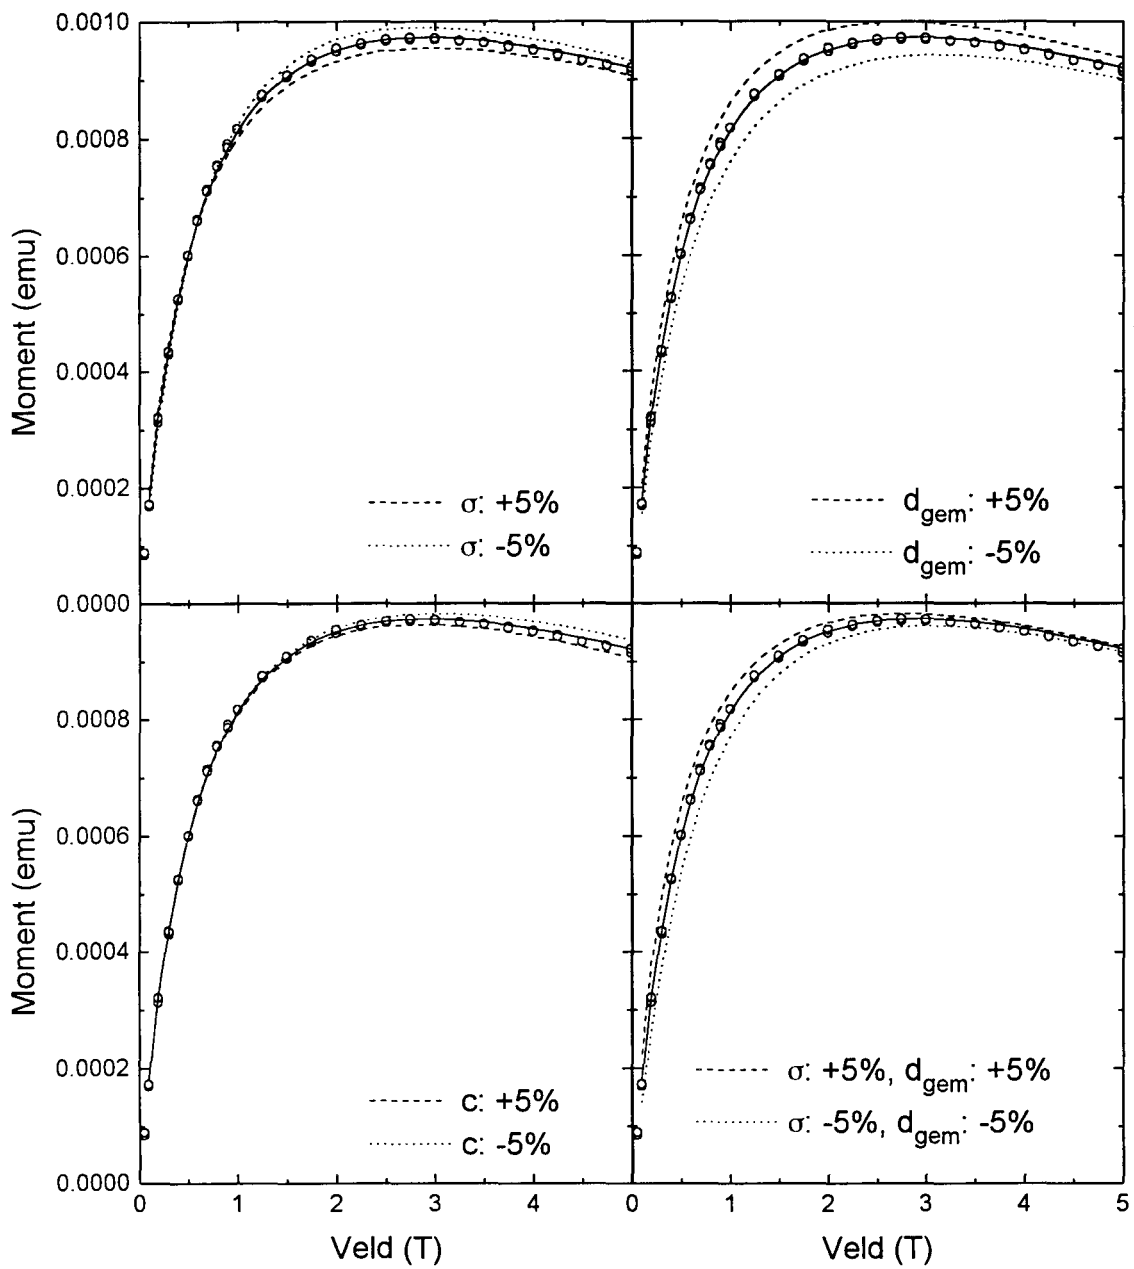 0.0010
0.0008
0.0006
0.0004
0.0002
0.0000
Moment (emu)
σ: +5%
σ: -5%
d_gem: +5%
d_gem: -5%
0.0008
0.0006
0.0004
0.0002
0.0000
Moment (emu)
c: +5%
c: -5%
σ: +5%, d_gem: +5%
σ: -5%, d_gem: -5%
0 1 2 3 4 0 1 2 3 4 5
Veld (T) Veld (T)